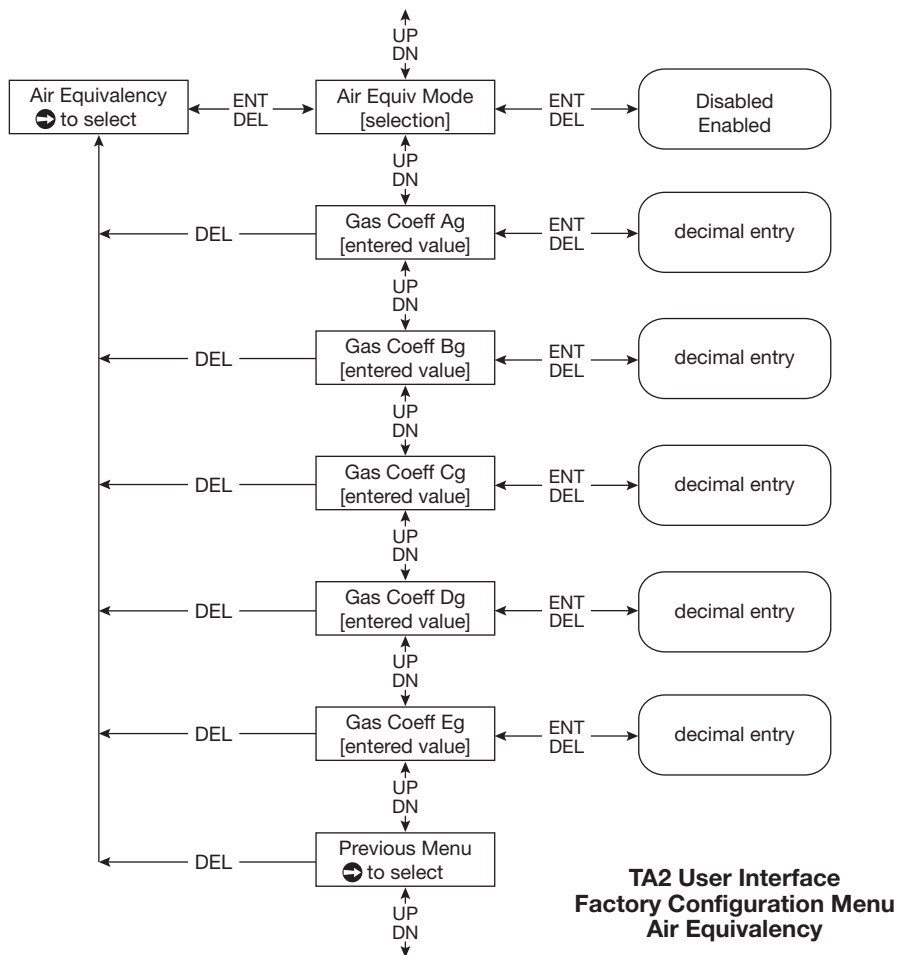 UP
DN
Air Equivalency
to select
ENT
DEL
Air Equiv Mode
[selection]
ENT
DEL
Disabled
Enabled
UP
DN
DEL
Gas Coeff Ag
[entered value]
ENT
DEL
decimal entry
UP
DN
DEL
Gas Coeff Bg
[entered value]
ENT
DEL
decimal entry
UP
DN
DEL
Gas Coeff Cg
[entered value]
ENT
DEL
decimal entry
UP
DN
DEL
Gas Coeff Dg
[entered value]
ENT
DEL
decimal entry
UP
DN
DEL
Gas Coeff Eg
[entered value]
ENT
DEL
decimal entry
UP
DN
DEL
Previous Menu
to select
UP
DN
TA2 User Interface
Factory Configuration Menu
Air Equivalency